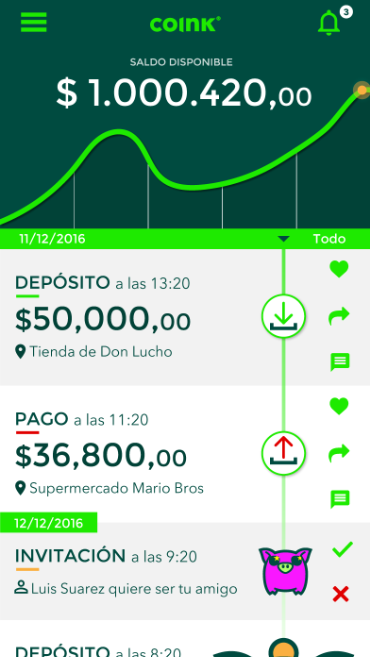 COINK®
3
SALDO DISPONIBLE
$ 1.000.420,00
11/12/2016 Todo
DEPÓSITO a las 13:20
$50,000,00
Tienda de Don Lucho
PAGO a las 11:20
$36,800,00
Supermercado Mario Bros
12/12/2016
INVITACIÓN a las 9:20
Luis Suarez quiere ser tu amigo
DEPÓSITO a las 8:20